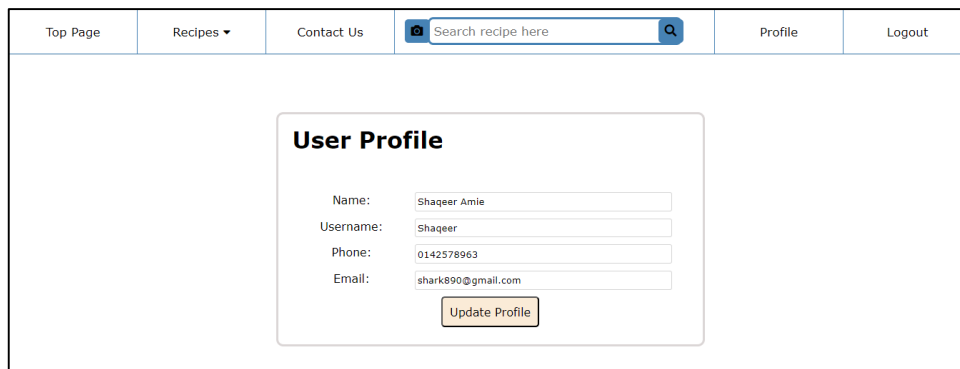 Top Page Recipes Contact Us Search recipe here Profile Logout
User Profile
Name: Shaqeer Amie
Username: Shaqeer
Phone: 0142578963
Email: shark890@gmail.com
Update Profile